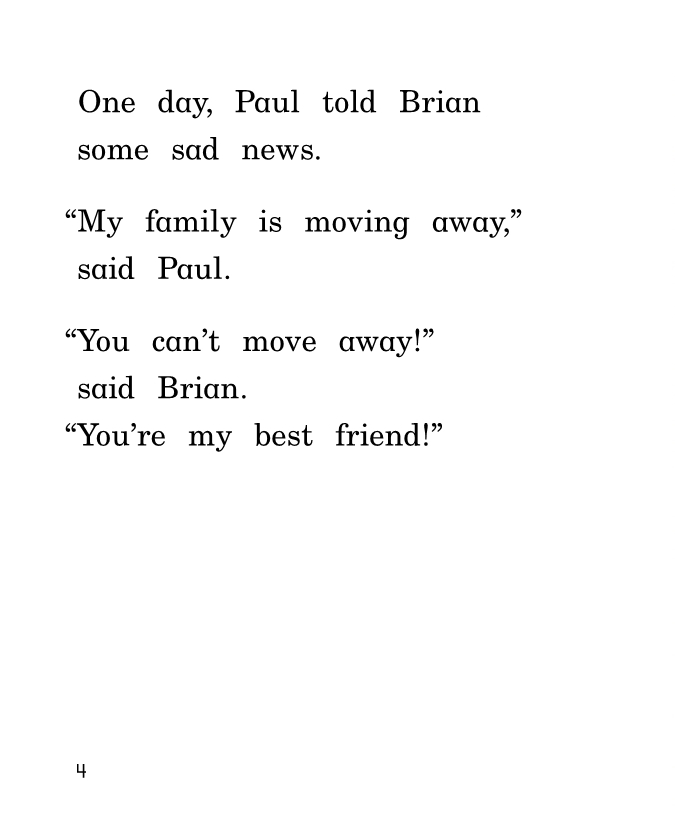 One day, Paul told Brian
some sad news.
“My family is moving away,”
said Paul.
“You can’t move away!”
said Brian.
“You’re my best friend!”
4